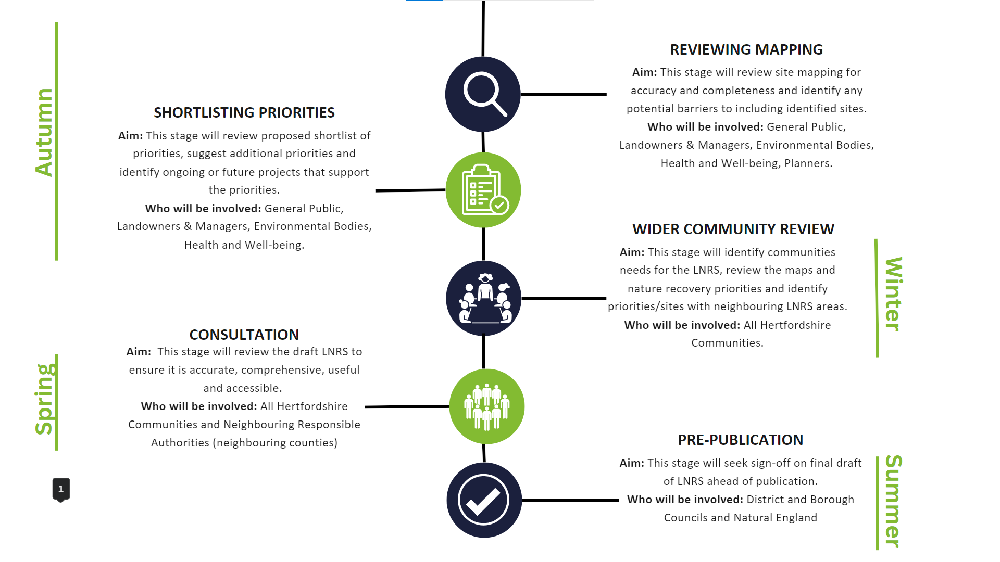 Autumn
REVIEWING MAPPING
Aim: This stage will review site mapping for
accuracy and completeness and identify any
potential barriers to including identified sites.
Who will be involved: General Public,
Landowners & Managers, Environmental Bodies,
Health and Well-being, Planners.
SHORTLISTING PRIORITIES
Aim: This stage will review proposed shortlist of
priorities, suggest additional priorities and
identify ongoing or future projects that support
the priorities.
Who will be involved: General Public,
Landowners & Managers, Environmental Bodies,
Health and Well-being.
Winter
WIDER COMMUNITY REVIEW
Aim: This stage will identify communities
needs for the LNRS, review the maps and
nature recovery priorities and identify
priorities/sites with neighbouring LNRS areas.
Who will be involved: All Hertfordshire
Communities.
Spring
CONSULTATION
Aim:  This stage will review the draft LNRS to
ensure it is accurate, comprehensive, useful
and accessible.
Who will be involved: All Hertfordshire
Communities and Neighbouring Responsible
Authorities (neighbouring counties)
Summer
PRE-PUBLICATION
Aim: This stage will seek sign-off on final draft
of LNRS ahead of publication.
Who will be involved: District and Borough
Councils and Natural England
1